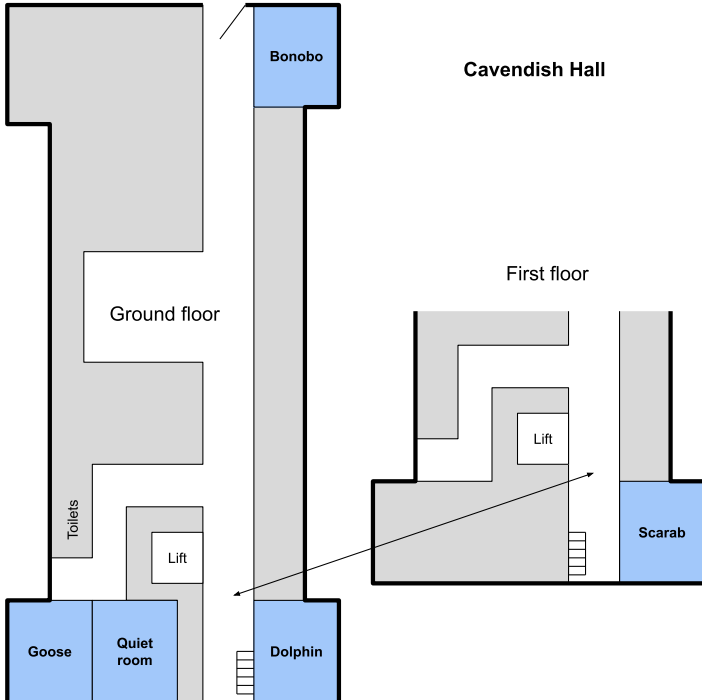 Bonobo
Cavendish Hall
First floor
Ground floor
Lift
Toilets
Scarab
Lift
Goose
Quiet
room
Dolphin